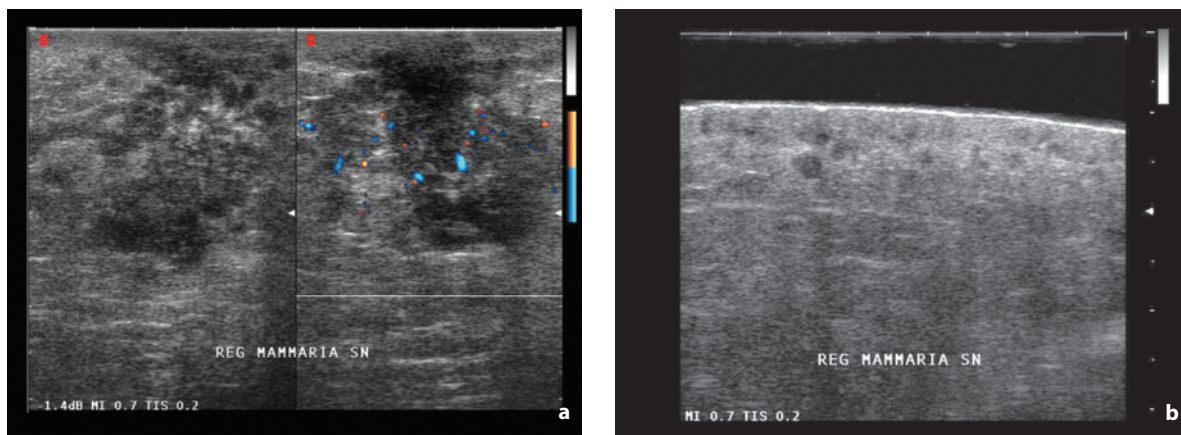 REG MAMMARIA SN
-1.4dB MI 0.7 TIS 0.2
a
REG MAMMARIA SN
MI 0.7 TIS 0.2
b